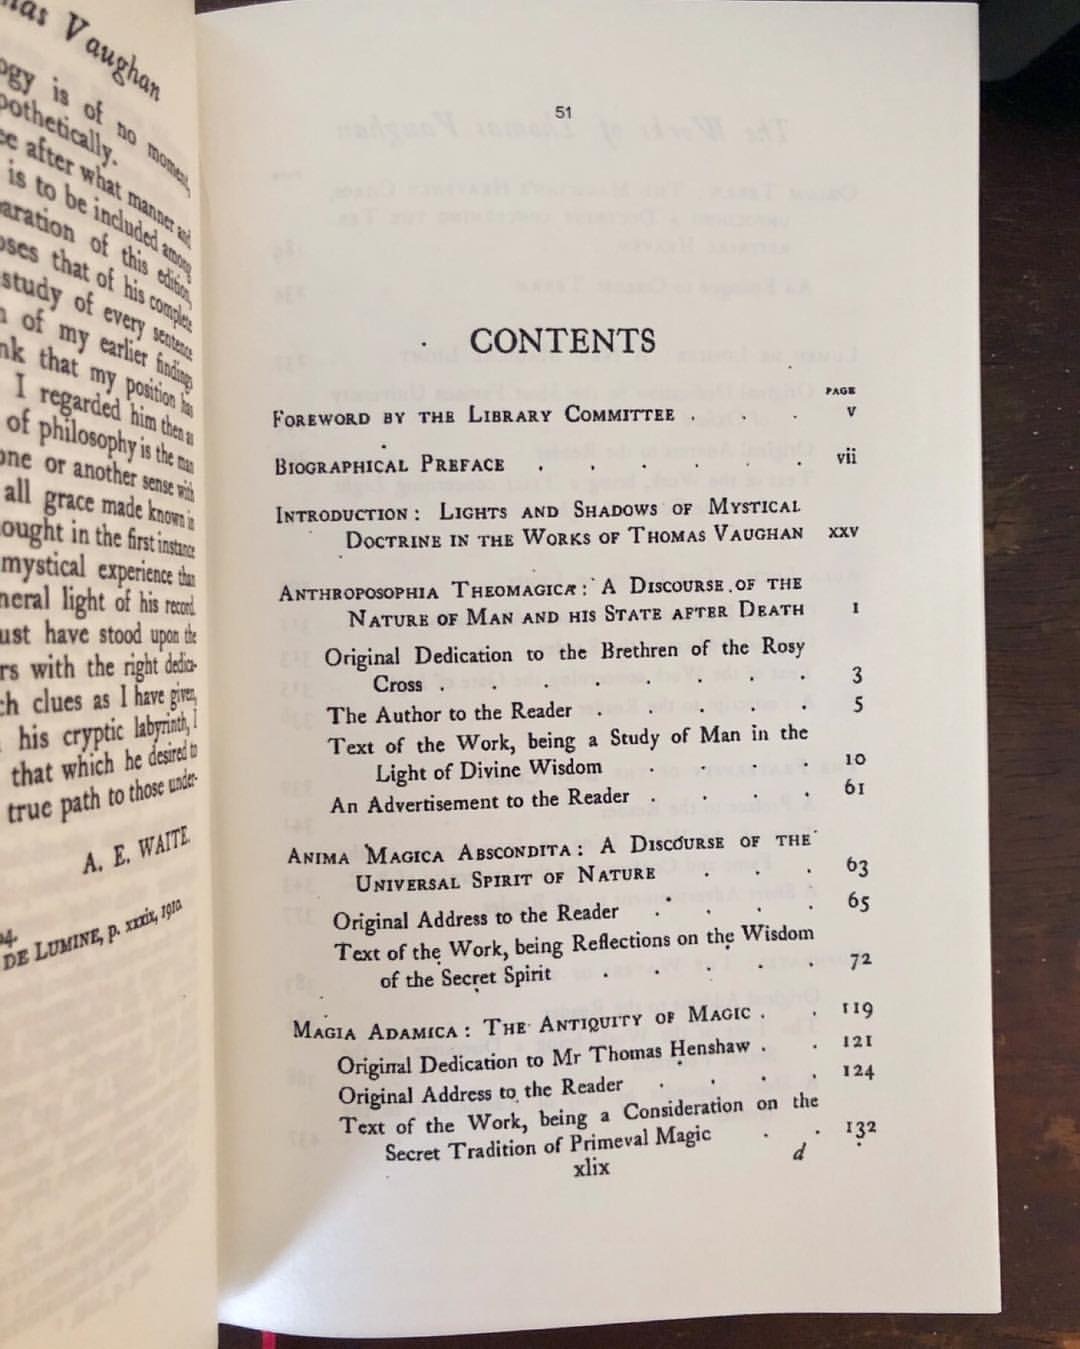 Vaughan
is of no moment,
pothetically.
after what manner and
is to be included among
aration of this edition,
oses that of his complete
study of every sentence
of my earlier findings
nk that my position has
I regarded him then as
of philosophy is the man
one or another sense with
all grace made known in
ought in the first instance
mystical experience than
neral light of his record.
ust have stood upon the
rs with the right dedica-
ch clues as I have given,
his cryptic labyrinth, I
that which he desired to
true path to those under-
A. E. WAITE.
DE LUMINE, p. xxxix, 1910.
51
CONTENTS
PAGE
FOREWORD BY THE LIBRARY COMMITTEE . . . v
BIOGRAPHICAL PREFACE . . . . . . vii
INTRODUCTION: LIGHTS AND SHADOWS OF MYSTICAL
DOCTRINE IN THE WORKS OF THOMAS VAUGHAN xxv
ANTHROPOSOPHIA THEOMAGICA: A DISCOURSE OF THE
NATURE OF MAN AND HIS STATE AFTER DEATH 1
Original Dedication to the Brethren of the Rosy
Cross . . . . . . . . 3
The Author to the Reader . . . . . 5
Text of the Work, being a Study of Man in the
Light of Divine Wisdom . . . . 10
An Advertisement to the Reader . . . . 61
ANIMA MAGICA ABSCONDITA: A DISCOURSE OF THE
UNIVERSAL SPIRIT OF NATURE . . . 63
Original Address to the Reader . . . . 65
Text of the Work, being Reflections on the Wisdom
of the Secret Spirit . . . . . 72
MAGIA ADAMICA: THE ANTIQUITY OF MAGIC . . 119
Original Dedication to Mr Thomas Henshaw . . 121
Original Address to the Reader . . . . 124
Text of the Work, being a Consideration on the
Secret Tradition of Primeval Magic . . 132
xlix d